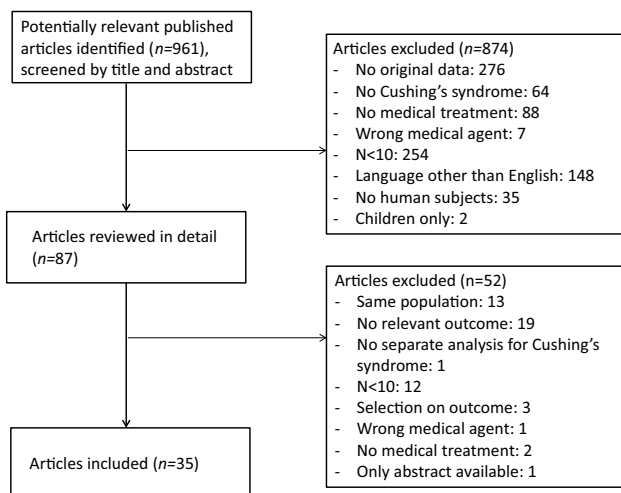 Potentially relevant published
articles identified (n=961),
screened by title and abstract
Articles excluded (n=874)
- No original data: 276
- No Cushing's syndrome: 64
- No medical treatment: 88
- Wrong medical agent: 7
- N<10: 254
- Language other than English: 148
- No human subjects: 35
- Children only: 2
Articles reviewed in detail
(n=87)
Articles excluded (n=52)
- Same population: 13
- No relevant outcome: 19
- No separate analysis for Cushing's
syndrome: 1
- N<10: 12
- Selection on outcome: 3
- Wrong medical agent: 1
- No medical treatment: 2
- Only abstract available: 1
Articles included (n=35)